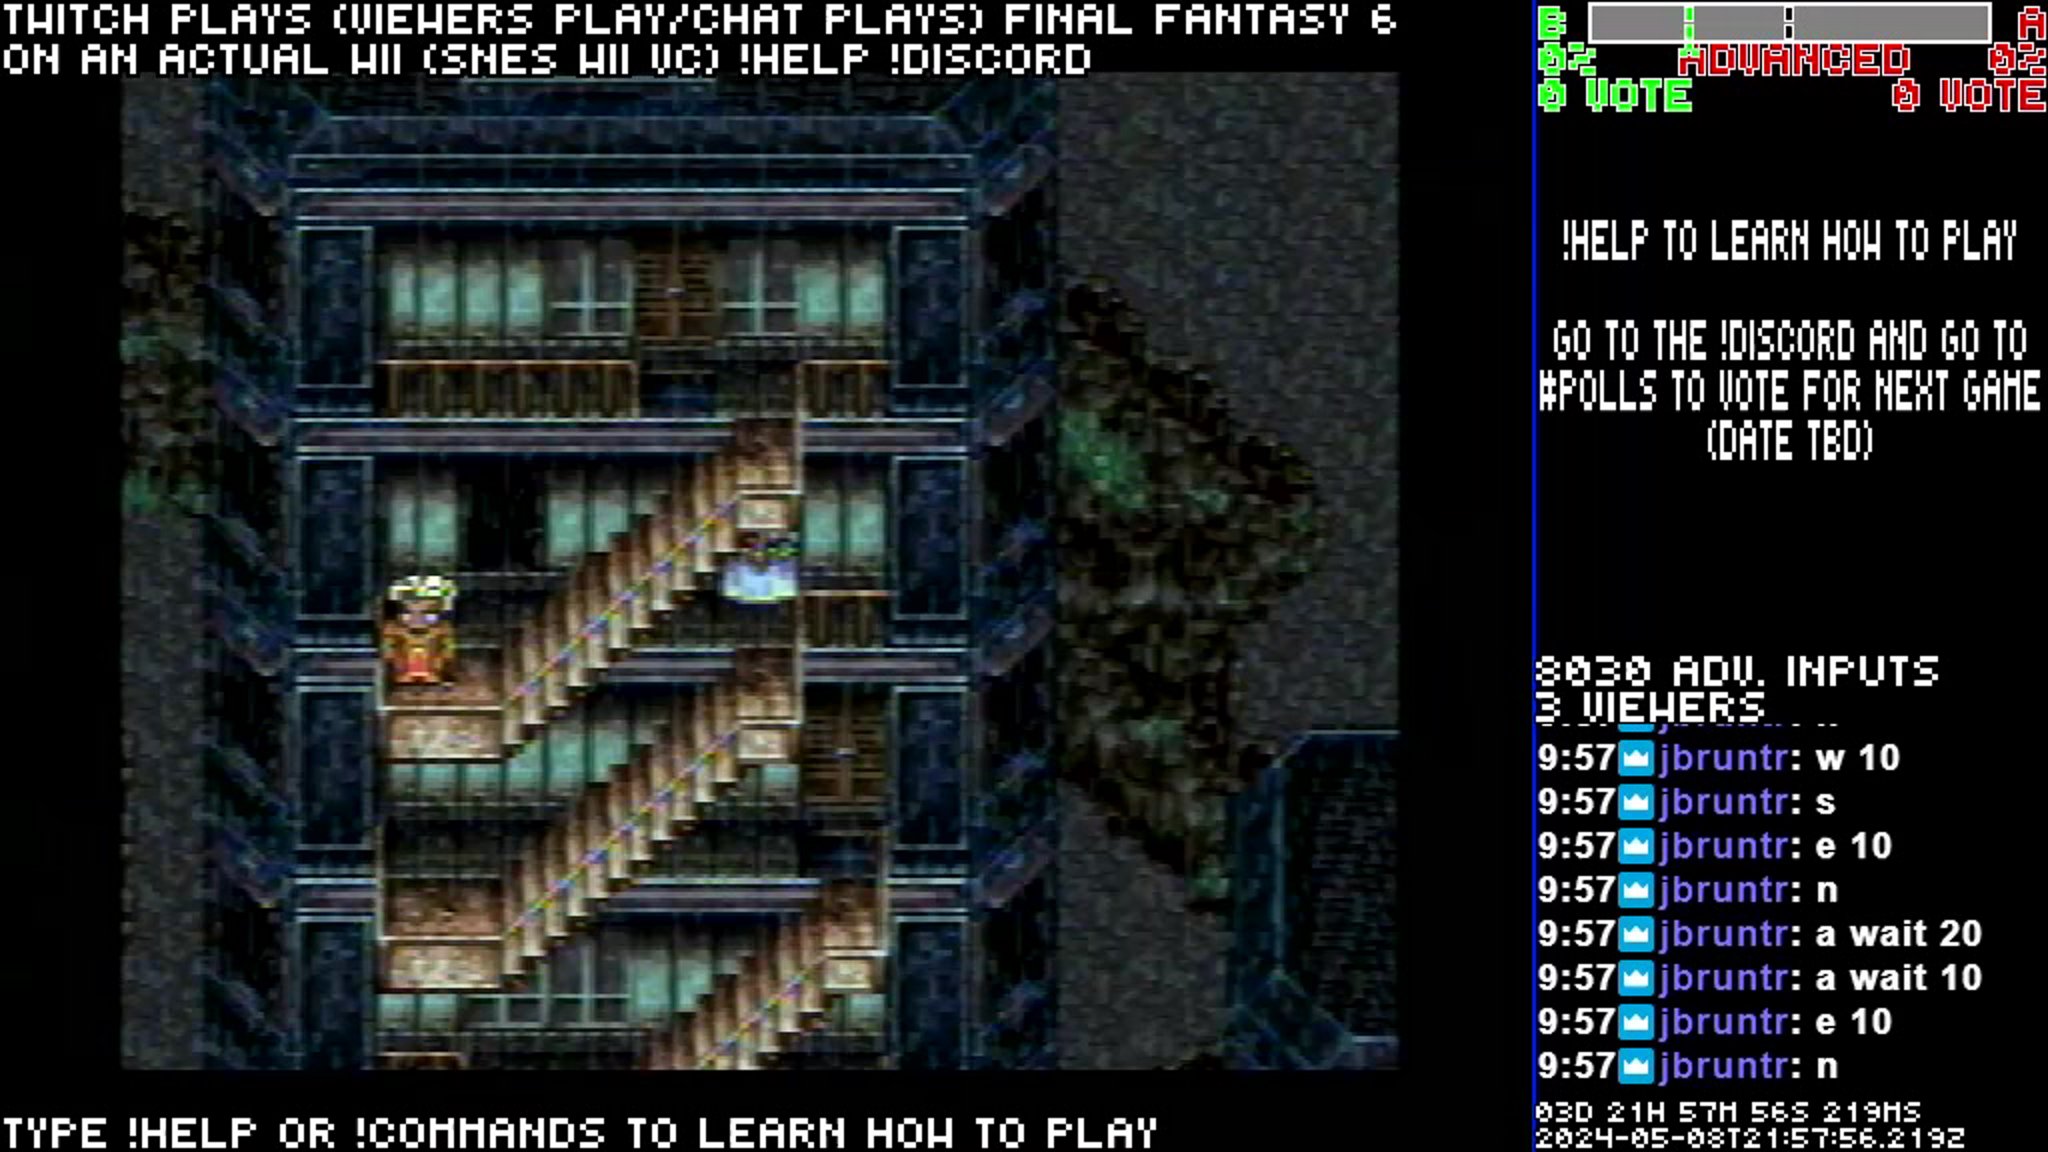 TWITCH PLAYS (VIEWERS PLAY/CHAT PLAYS) FINAL FANTASY 6
ON AN ACTUAL WII (SNES WII VC) !HELP !DISCORD
B A
0% ADVANCED 0%
0 VOTE 0 VOTE
!HELP TO LEARN HOW TO PLAY
GO TO THE !DISCORD AND GO TO
#POLLS TO VOTE FOR NEXT GAME
(DATE TBD)
8030 ADV. INPUTS
3 VIEWERS
9:57 jbruntr: w 10
9:57 jbruntr: s
9:57 jbruntr: e 10
9:57 jbruntr: n
9:57 jbruntr: a wait 20
9:57 jbruntr: a wait 10
9:57 jbruntr: e 10
9:57 jbruntr: n
03D 21H 57M 56S 219MS
2024-05-08T21:57:56.219Z
TYPE !HELP OR !COMMANDS TO LEARN HOW TO PLAY